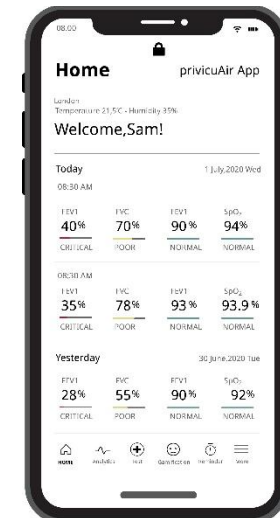 08.00
Home privicuAir App
London
Temperature 21,5°C - Humidity 35%
Welcome,Sam!
Today 1 July,2020 Wed
08:30 AM
FEV1 FVC FEV1 SpO₂
40% 70% 90% 94%
CRITICAL POOR NORMAL NORMAL
08:30 AM
FEV1 FVC FEV1 SpO₂
35% 78% 93% 93.9%
CRITICAL POOR NORMAL NORMAL
Yesterday 30 June,2020 Tue
FEV1 FVC FEV1 SpO₂
28% 55% 90% 92%
CRITICAL POOR NORMAL NORMAL
HOME Analytics Test Gamification Reminder More